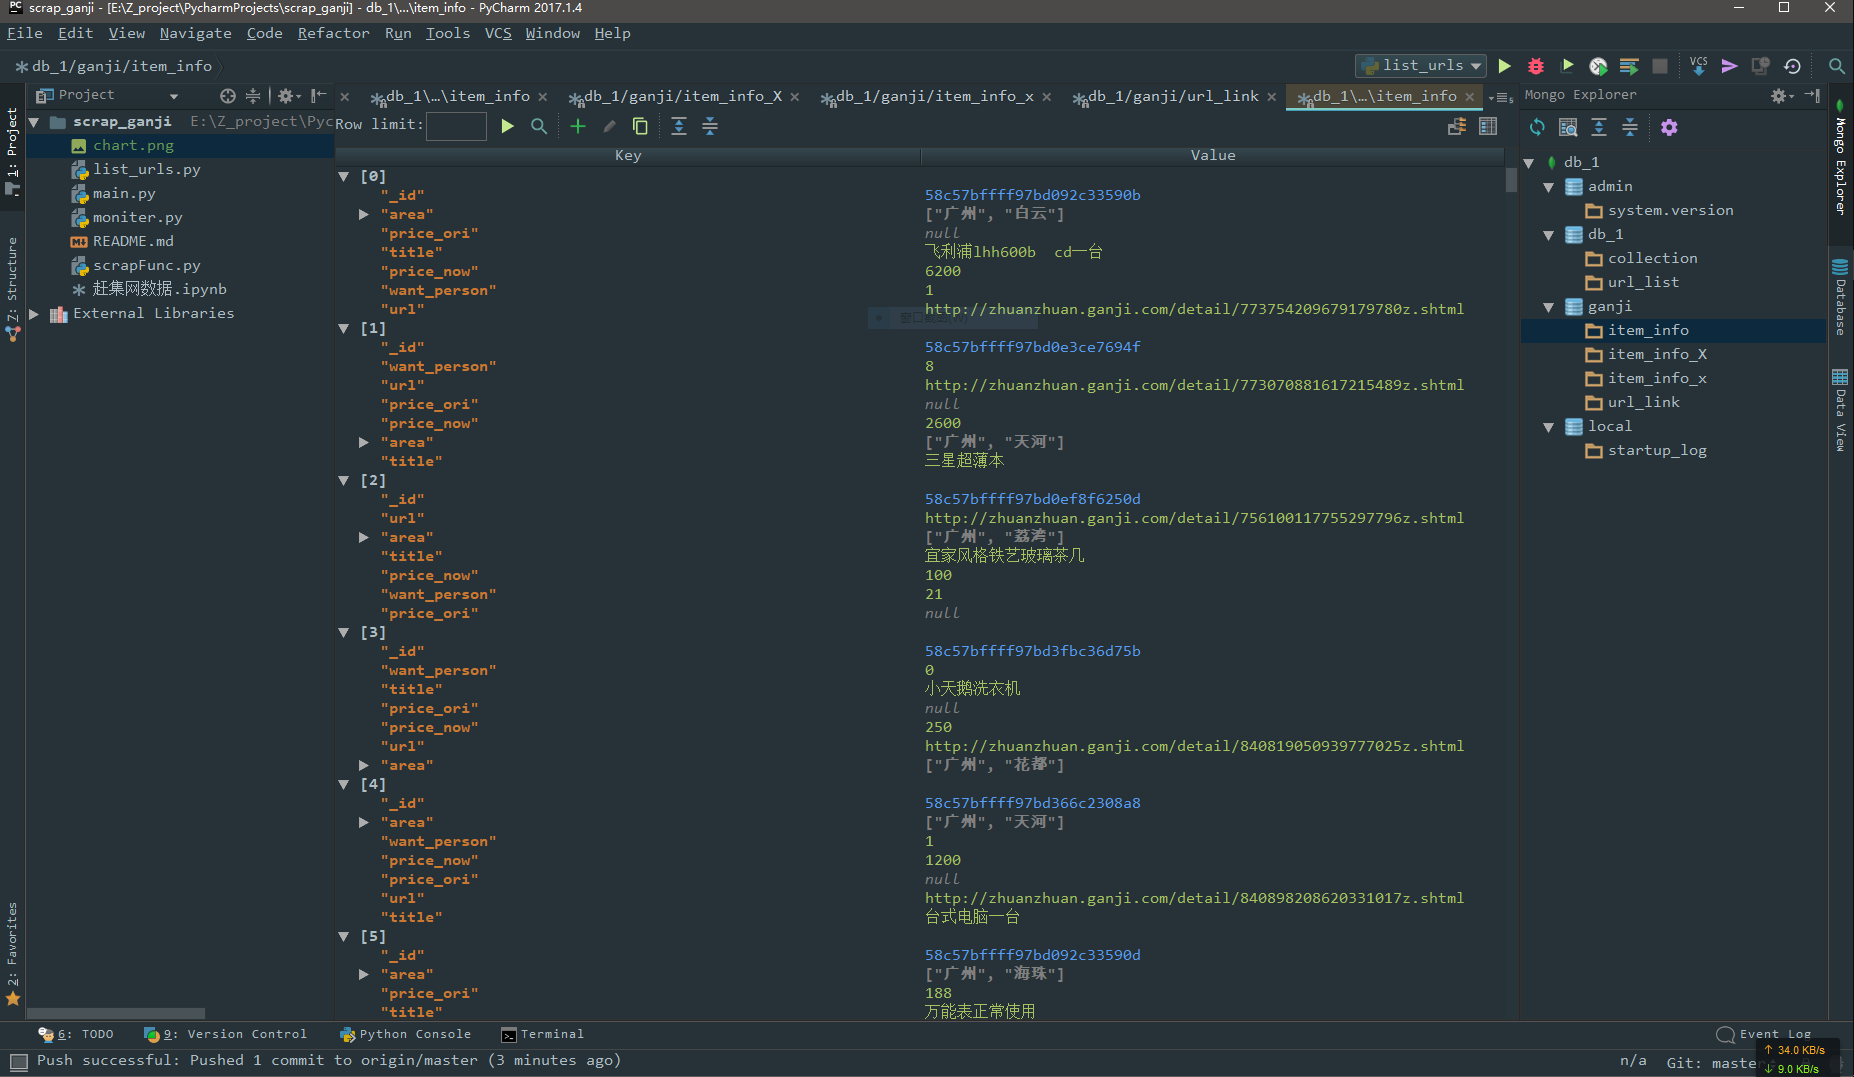 scrap_ganji - [E:\Z_project\PycharmProjects\scrap_ganji] - db_1\...\item_info - PyCharm 2017.1.4
File Edit View Navigate Code Refactor Run Tools VCS Window Help
db_1/ganji/item_info
list_urls
VCS
Project
db_1\...\item_info
db_1/ganji/item_info_X
db_1/ganji/item_info_x
db_1/ganji/url_link
db_1\...\item_info
Mongo Explorer
1: Project
Z: Structure
2: Favorites
scrap_ganji E:\Z_project\Pyc
chart.png
list_urls.py
main.py
moniter.py
README.md
scrapFunc.py
赶集网数据.ipynb
External Libraries
Row limit:
Key Value
[0]
"_id" 58c57bffff97bd092c33590b
"area" ["广州", "白云"]
"price_ori" null
"title" 飞利浦lhh600b  cd一台
"price_now" 6200
"want_person" 1
"url" http://zhuanzhuan.ganji.com/detail/773754209679179780z.shtml
[1]
"_id" 58c57bffff97bd0e3ce7694f
"want_person" 8
"url" http://zhuanzhuan.ganji.com/detail/773070881617215489z.shtml
"price_ori" null
"price_now" 2600
"area" ["广州", "天河"]
"title" 三星超薄本
[2]
"_id" 58c57bffff97bd0ef8f6250d
"url" http://zhuanzhuan.ganji.com/detail/756100117755297796z.shtml
"area" ["广州", "荔湾"]
"title" 宜家风格铁艺玻璃茶几
"price_now" 100
"want_person" 21
"price_ori" null
[3]
"_id" 58c57bffff97bd3fbc36d75b
"want_person" 0
"title" 小天鹅洗衣机
"price_ori" null
"price_now" 250
"url" http://zhuanzhuan.ganji.com/detail/840819050939777025z.shtml
"area" ["广州", "花都"]
[4]
"_id" 58c57bffff97bd366c2308a8
"area" ["广州", "天河"]
"want_person" 1
"price_now" 1200
"price_ori" null
"url" http://zhuanzhuan.ganji.com/detail/840898208620331017z.shtml
"title" 台式电脑一台
[5]
"_id" 58c57bffff97bd092c33590d
"area" ["广州", "海珠"]
"price_ori" 188
"title" 万能表正常使用
db_1
admin
system.version
db_1
collection
url_list
ganji
item_info
item_info_X
item_info_x
url_link
local
startup_log
Mongo Explorer
Database
Data View
6: TODO 9: Version Control Python Console Terminal Event Log
Push successful: Pushed 1 commit to origin/master (3 minutes ago) n/a Git: master
↑ 34.0 KB/s
↓ 9.0 KB/s